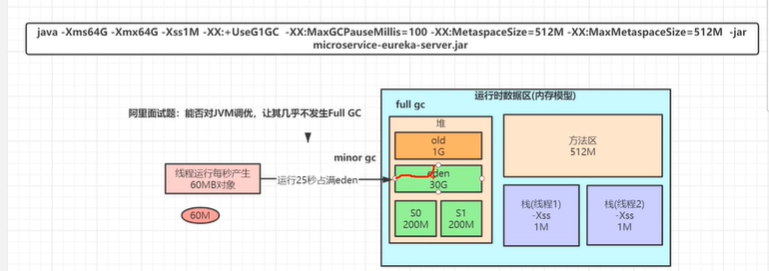 java -Xms64G -Xmx64G -Xss1M -XX:+UseG1GC -XX:MaxGCPauseMillis=100 -XX:MetaspaceSize=512M -XX:MaxMetaspaceSize=512M -jar
microservice-eureka-server.jar
运行时数据区(内存模型)
full gc
阿里面试题：能否对JVM调优，让其几乎不发生Full GC
堆
old
1G
方法区
512M
minor gc
线程运行每秒产生
60MB对象
运行25秒占满eden
eden
30G
60M
S0
200M
S1
200M
栈(线程1)
-Xss
1M
栈(线程2)
-Xss
1M